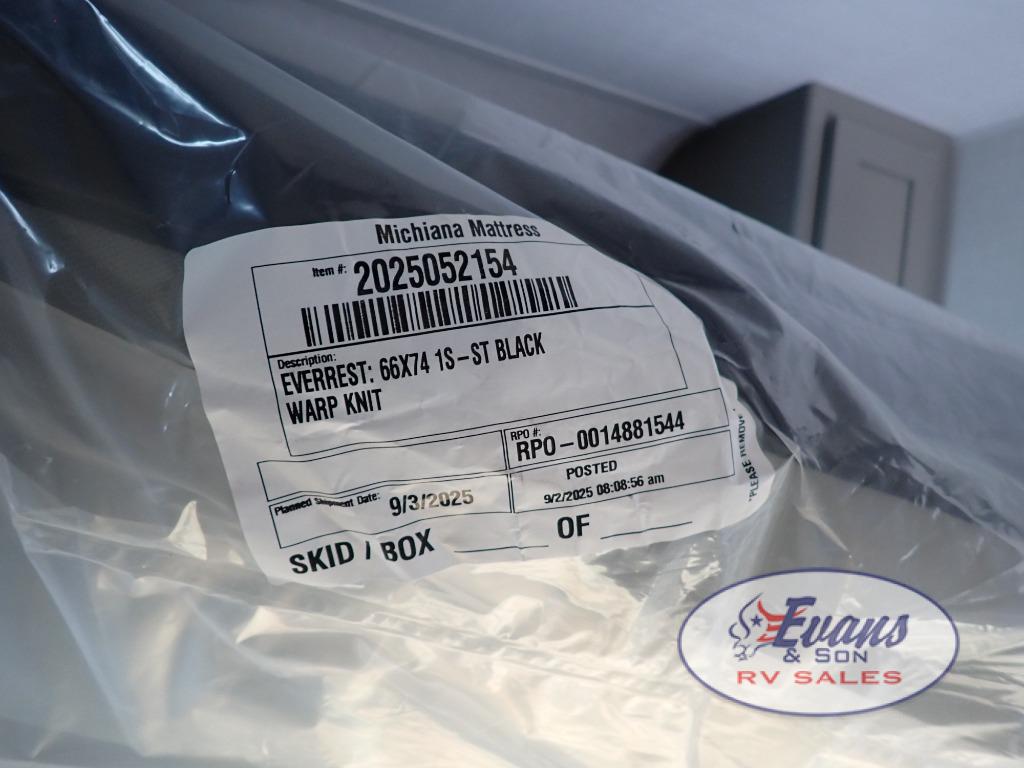 Michiana Mattress
Item #: 2025052154
Description:
EVERREST: 66X74 1S-ST BLACK
WARP KNIT
RPO #:
RPO-0014881544
Planned Shipment Date: 9/3/2025
POSTED
9/2/2025 08:08:56 am
SKID / BOX ____ OF ____
"PLEASE REMOVE
Evans
& SON
RV SALES